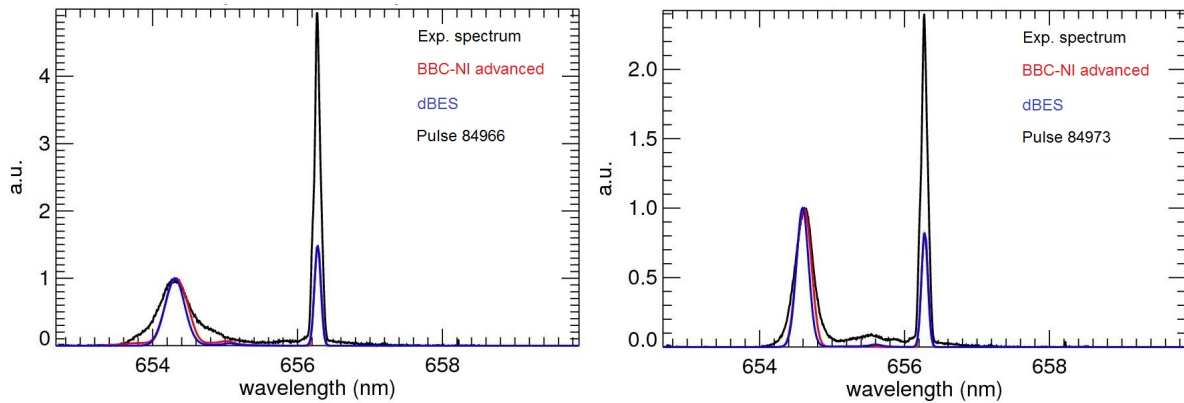 Exp. spectrum
BBC-NI advanced
dBES
Pulse 84966
4
3
2
1
0
a.u.
654
656
658
wavelength (nm)
Exp. spectrum
BBC-NI advanced
dBES
Pulse 84973
2.0
1.5
1.0
0.5
0.0
a.u.
654
656
658
wavelength (nm)